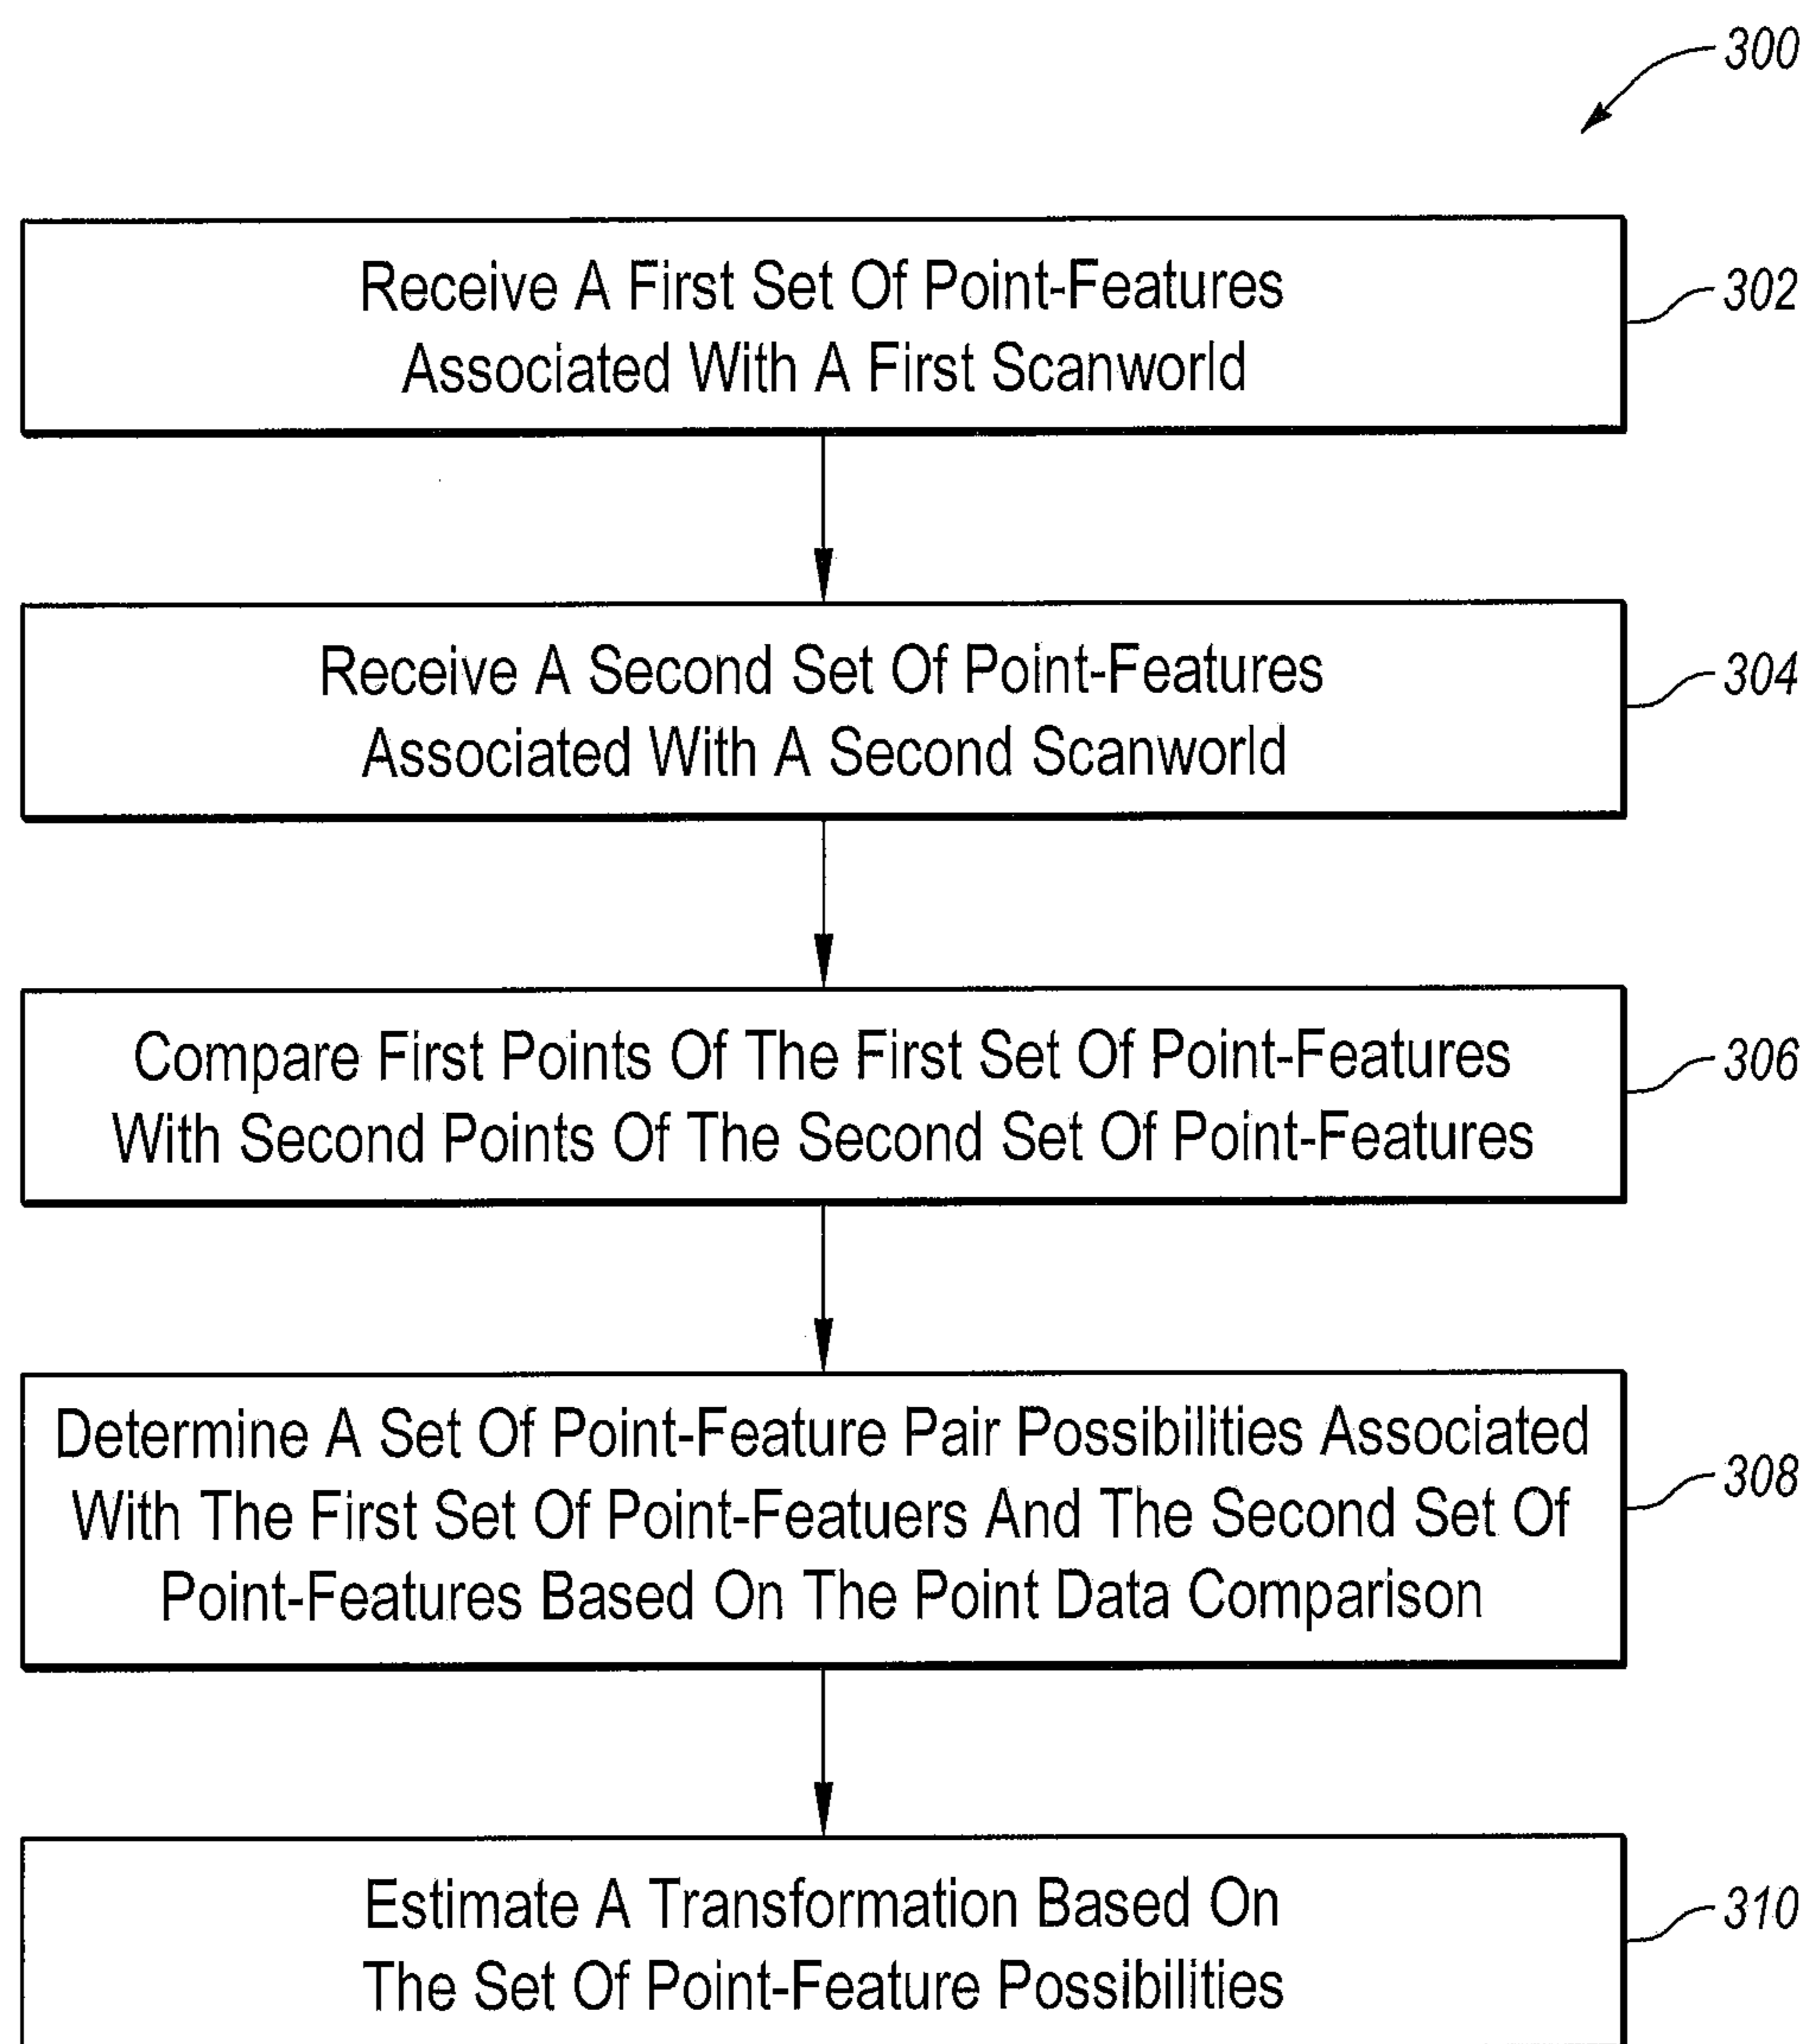 300
Receive A First Set Of Point-Features
Associated With A First Scanworld
302
Receive A Second Set Of Point-Features
Associated With A Second Scanworld
304
Compare First Points Of The First Set Of Point-Features
With Second Points Of The Second Set Of Point-Features
306
Determine A Set Of Point-Feature Pair Possibilities Associated
With The First Set Of Point-Featuers And The Second Set Of
Point-Features Based On The Point Data Comparison
308
Estimate A Transformation Based On
The Set Of Point-Feature Possibilities
310